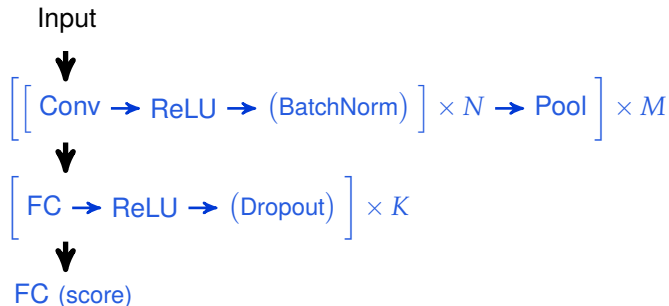 Input
[[ Conv → ReLU → (BatchNorm) ] × N → Pool ] × M
[ FC → ReLU → (Dropout) ] × K
FC (score)